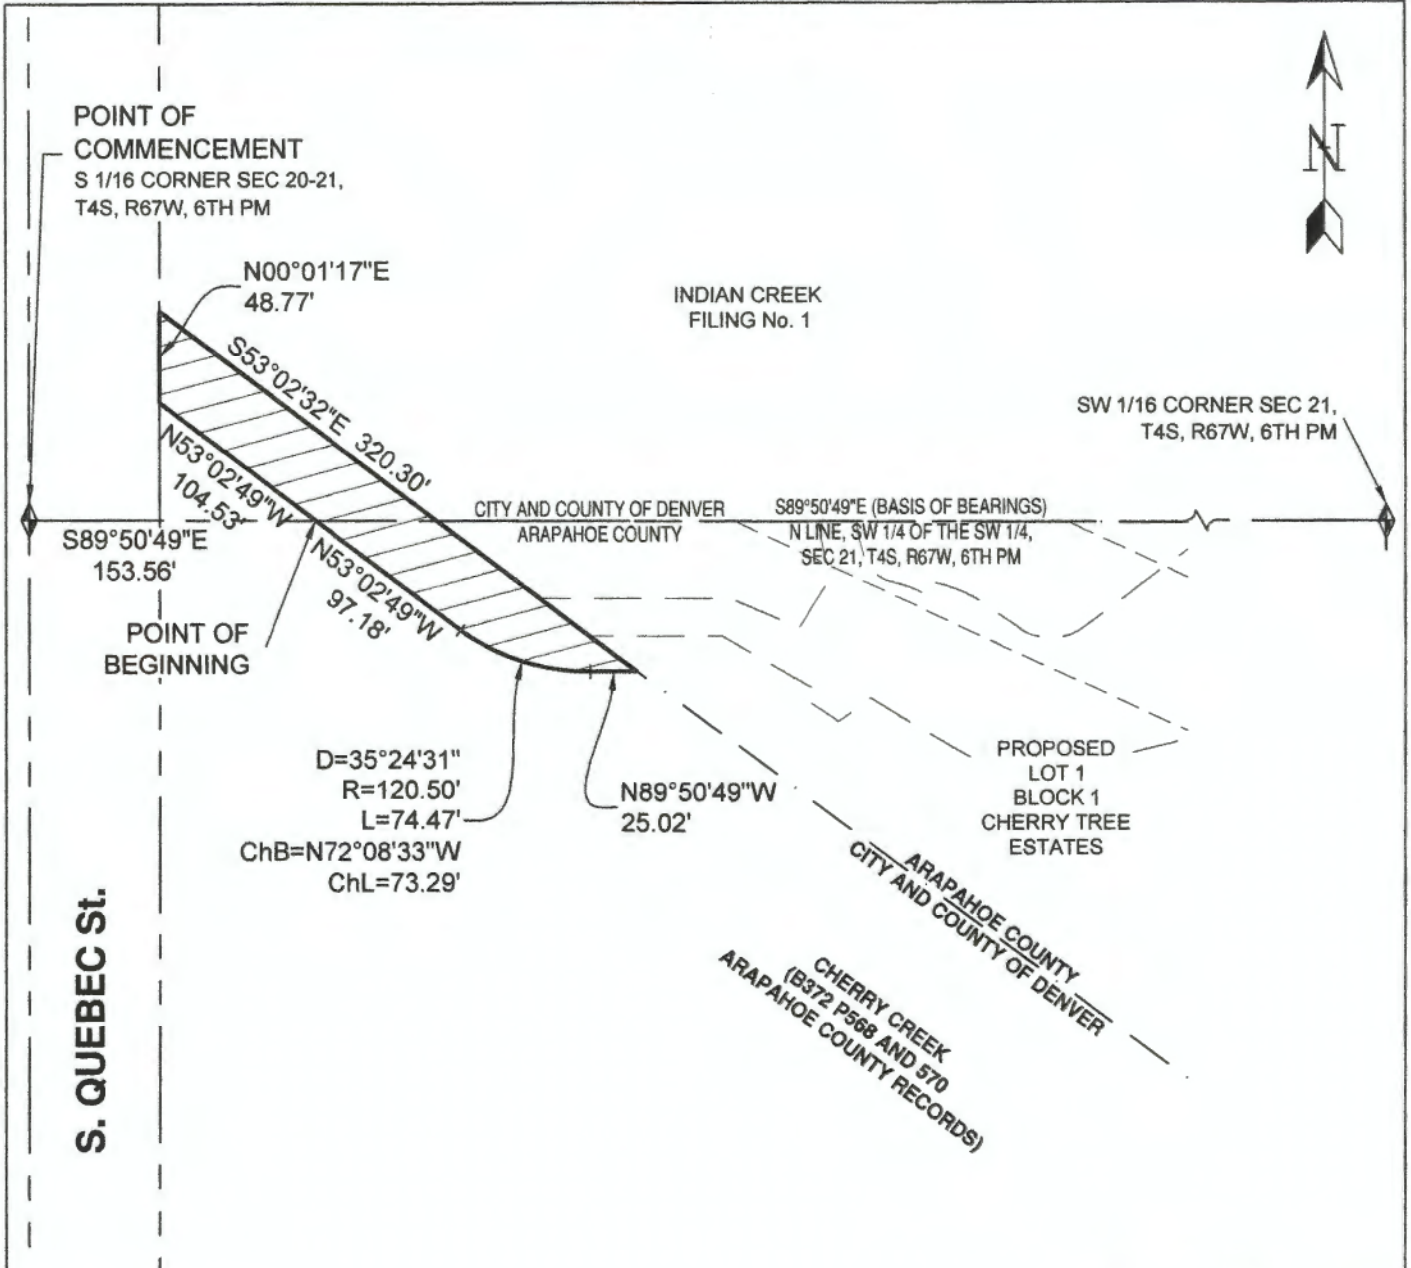 POINT OF
COMMENCEMENT
S 1/16 CORNER SEC 20-21,
T4S, R67W, 6TH PM
N
N00°01'17"E
48.77'
INDIAN CREEK
FILING No. 1
S53°02'32"E 320.30'
SW 1/16 CORNER SEC 21,
T4S, R67W, 6TH PM
N53°02'49"W
104.53'
CITY AND COUNTY OF DENVER
ARAPAHOE COUNTY
S89°50'49"E (BASIS OF BEARINGS)
N LINE, SW 1/4 OF THE SW 1/4,
SEC 21, T4S, R67W, 6TH PM
S89°50'49"E
153.56'
N53°02'49"W
97.18'
POINT OF
BEGINNING
D=35°24'31"
R=120.50'
L=74.47'
ChB=N72°08'33"W
ChL=73.29'
N89°50'49"W
25.02'
PROPOSED
LOT 1
BLOCK 1
CHERRY TREE
ESTATES
ARAPAHOE COUNTY
CITY AND COUNTY OF DENVER
CHERRY CREEK
(B372 P568 AND 570
ARAPAHOE COUNTY RECORDS)
S. QUEBEC St.